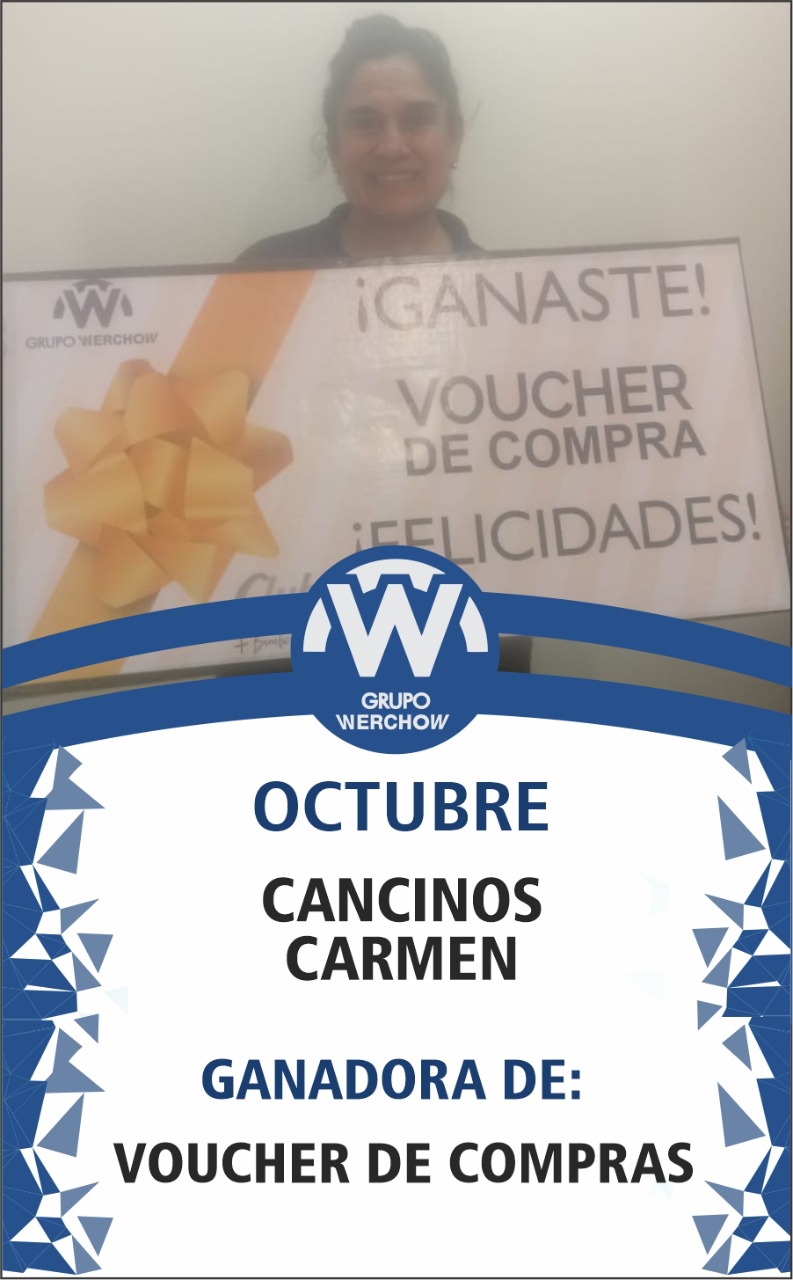 GRUPO WERCHOW
¡GANASTE!
VOUCHER
DE COMPRA
¡FELICIDADES!
GRUPO
WERCHOW
OCTUBRE
CANCINOS
CARMEN
GANADORA DE:
VOUCHER DE COMPRAS